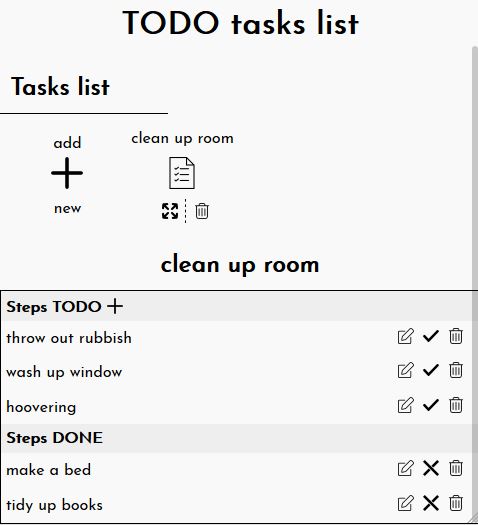 TODO tasks list
Tasks list
add
new
clean up room
clean up room
Steps TODO
throw out rubbish
wash up window
hoovering
Steps DONE
make a bed
tidy up books